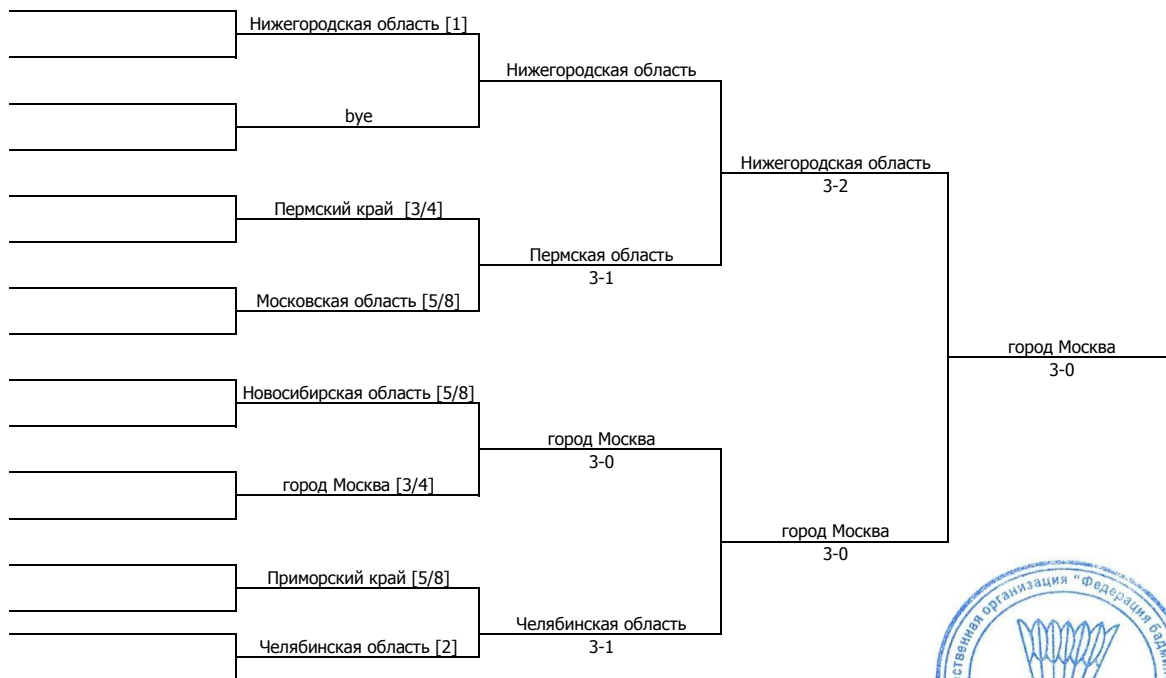 Нижегородская область [1]
Нижегородская область
bye
Нижегородская область
3-2
Пермский край [3/4]
Пермская область
3-1
Московская область [5/8]
город Москва
3-0
Новосибирская область [5/8]
город Москва
3-0
город Москва [3/4]
город Москва
3-0
Приморский край [5/8]
Челябинская область
3-1
Челябинская область [2]
организация "Федерация